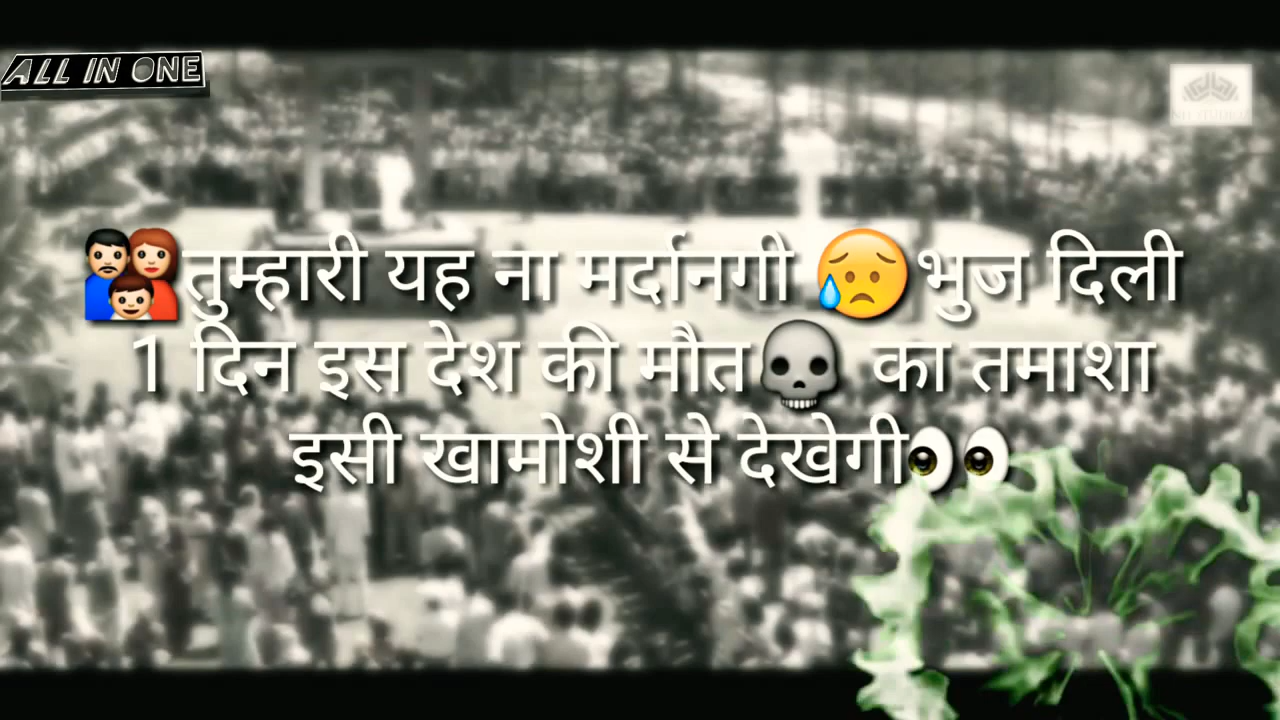 ALL IN ONE
तुम्हारी यह ना मर्दानगी भुज दिली
1 दिन इस देश की मौत का तमाशा
इसी खामोशी से देखेगी